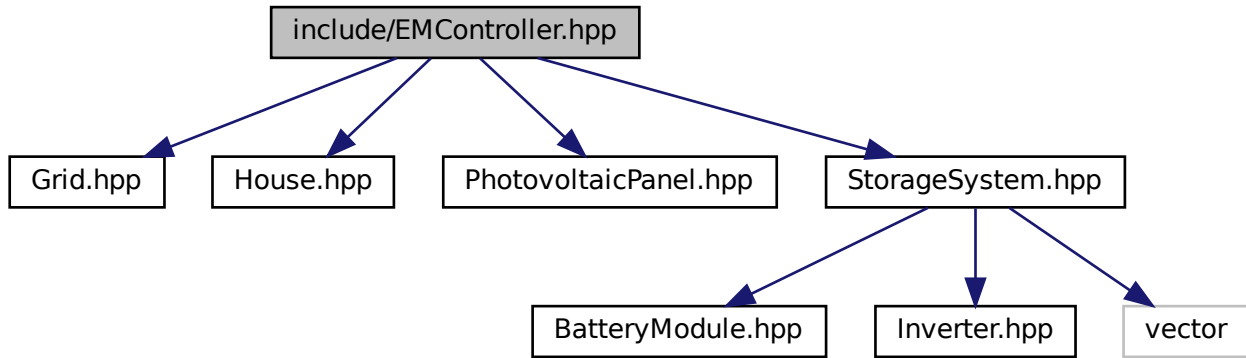 include/EMController.hpp
Grid.hpp
House.hpp
PhotovoltaicPanel.hpp
StorageSystem.hpp
BatteryModule.hpp
Inverter.hpp
vector